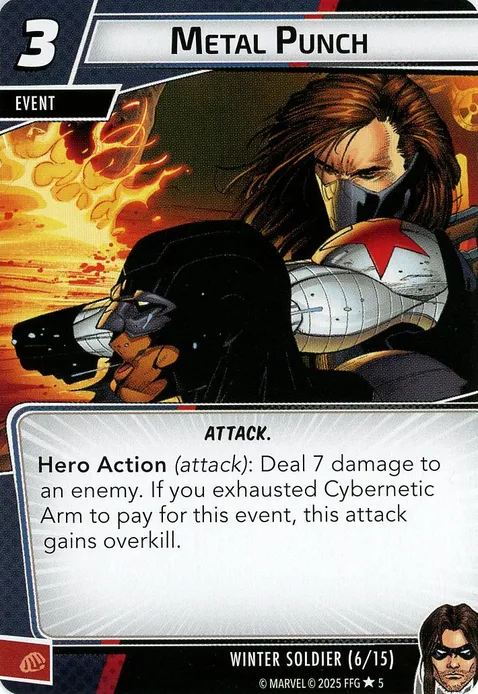 3
METAL PUNCH
EVENT
ATTACK.
Hero Action (attack): Deal 7 damage to
an enemy. If you exhausted Cybernetic
Arm to pay for this event, this attack
gains overkill.
WINTER SOLDIER (6/15)
© MARVEL © 2025 FFG ★ 5